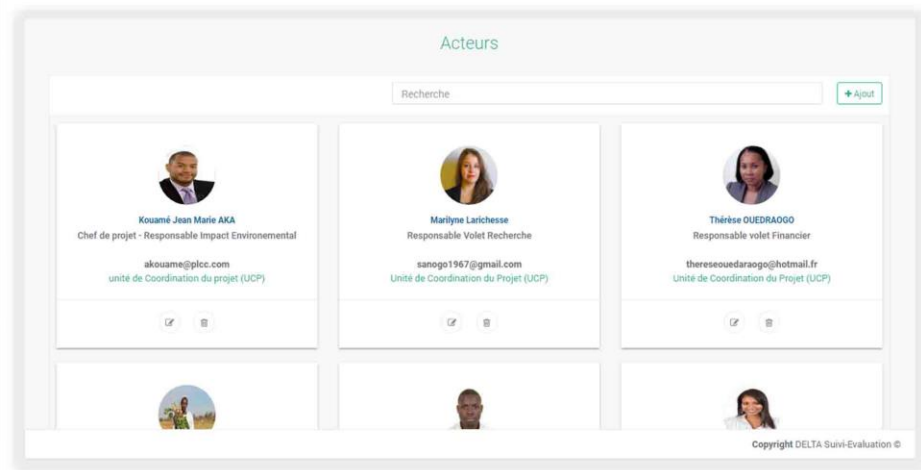 Acteurs
Recherche
Ajout
Kouamé Jean Marie AKA
Chef de projet - Responsable Impact Environemental
akouame@plcc.com
unité de Coordination du projet (UCP)
Marilyne Larichesse
Responsable Volet Recherche
sanogo1967@gmail.com
Unité de Coordination du Projet (UCP)
Thérèse OUEDRAOGO
Responsable volet Financier
thereseouedaraogo@hotmail.fr
Unité de Coordination du Projet (UCP)
Copyright DELTA Suivi-Evaluation ©